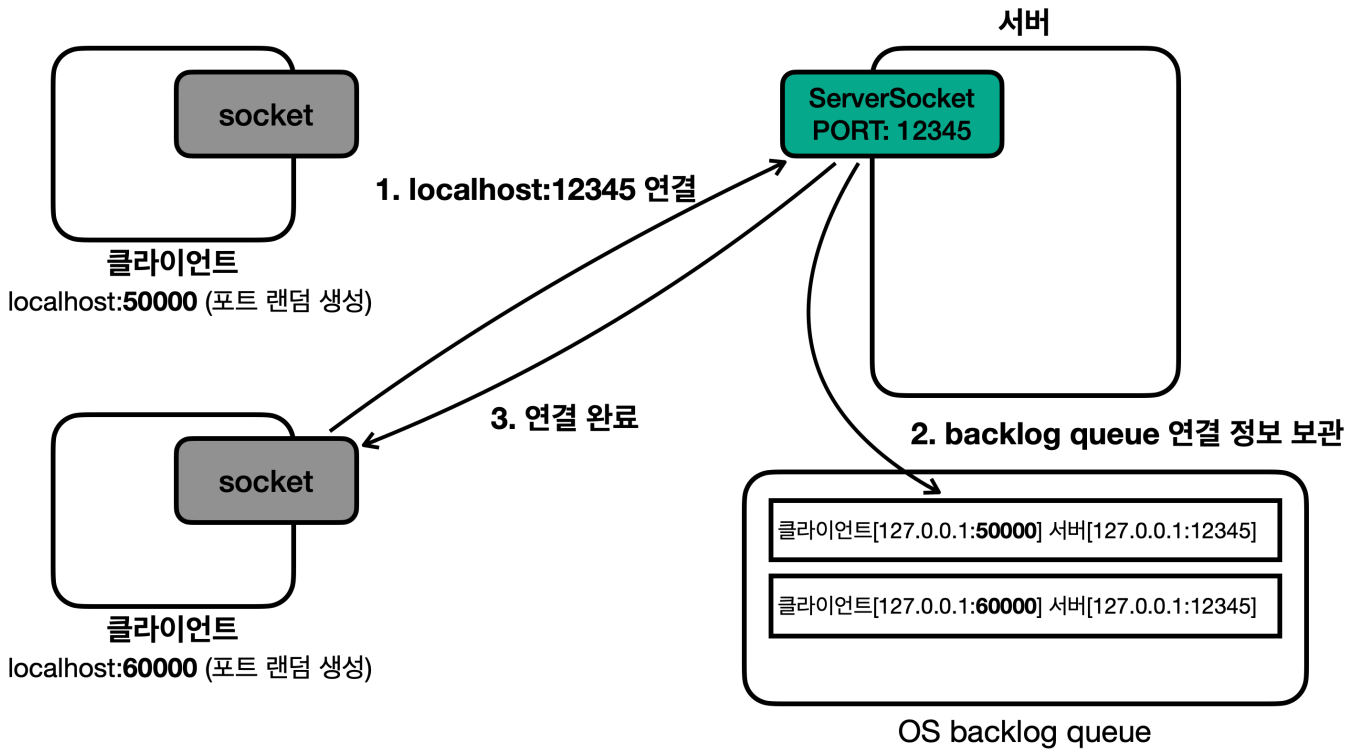 서버
socket
ServerSocket
PORT: 12345
1. localhost:12345 연결
클라이언트
localhost:50000 (포트 랜덤 생성)
3. 연결 완료
2. backlog queue 연결 정보 보관
socket
클라이언트[127.0.0.1:50000] 서버[127.0.0.1:12345]
클라이언트[127.0.0.1:60000] 서버[127.0.0.1:12345]
클라이언트
localhost:60000 (포트 랜덤 생성)
OS backlog queue